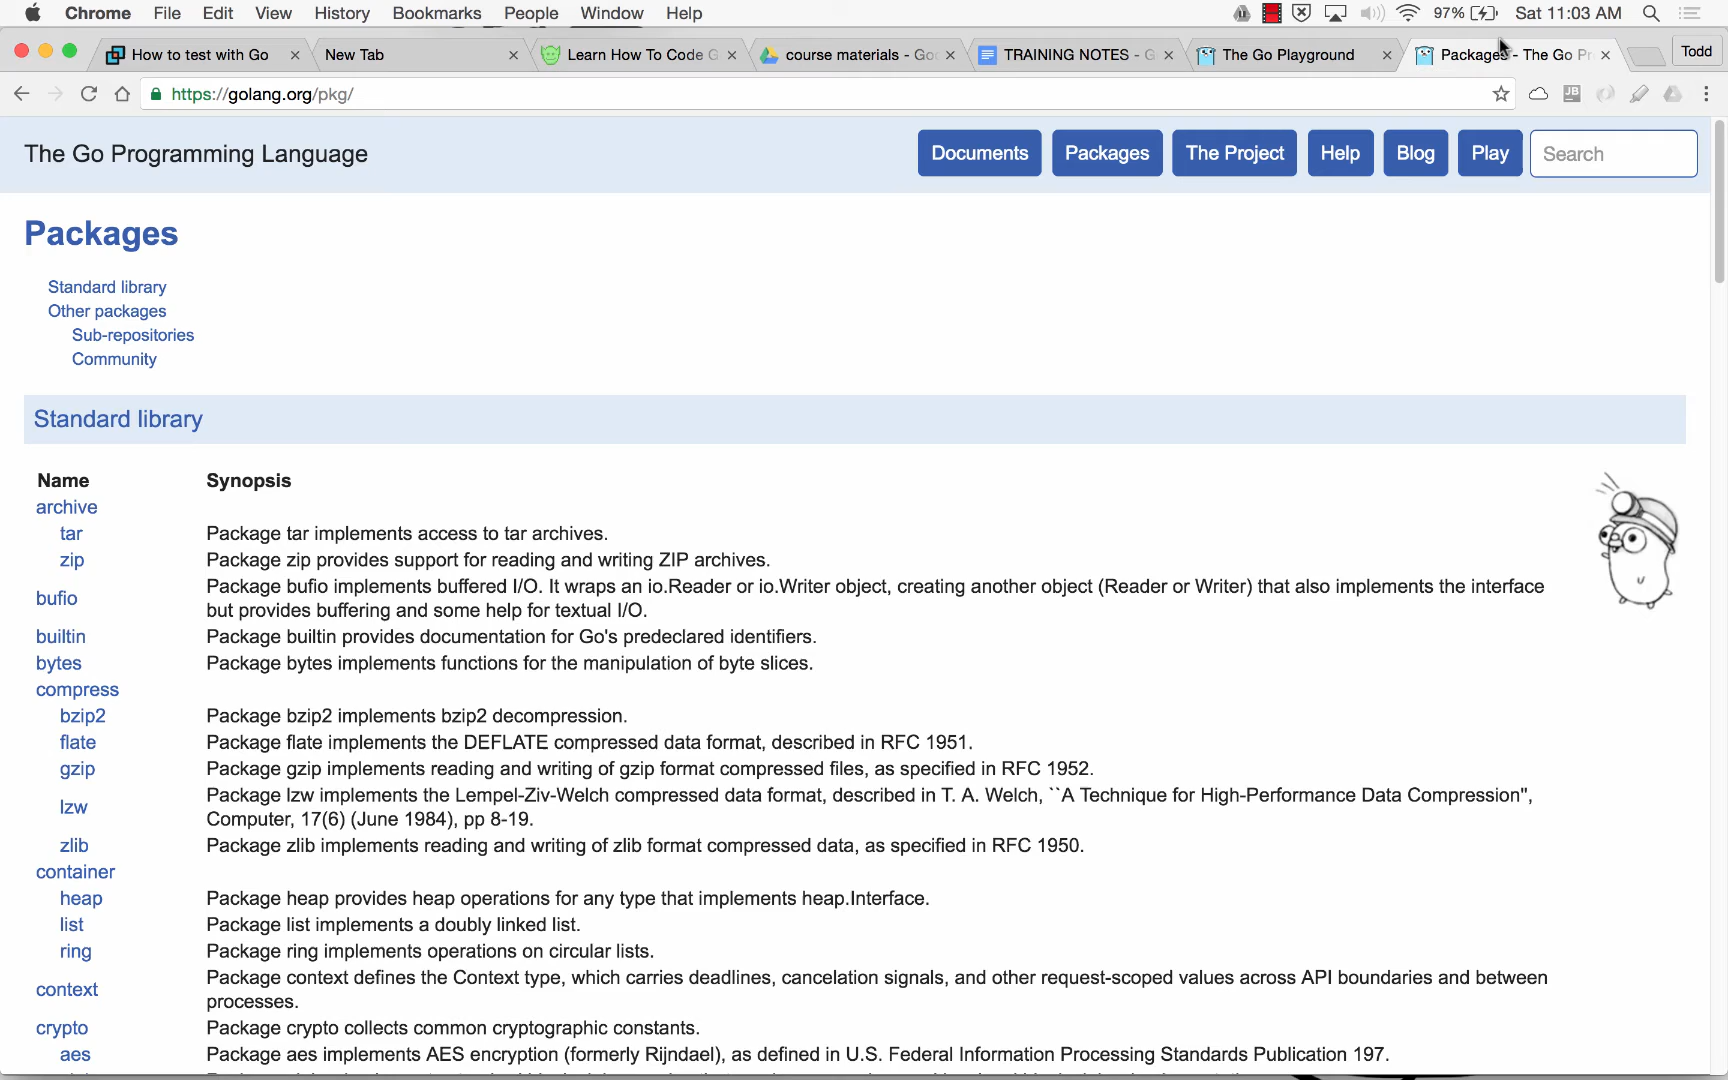 Chrome File Edit View History Bookmarks People Window Help 97% Sat 11:03 AM
How to test with Go
New Tab
Learn How To Code G
course materials - Goo
TRAINING NOTES - G
The Go Playground
Packages - The Go Pr
Todd
https://golang.org/pkg/
JB
The Go Programming Language
Documents Packages The Project Help Blog Play Search
Packages
Standard library
Other packages
Sub-repositories
Community
Standard library
Name Synopsis
archive
tar Package tar implements access to tar archives.
zip Package zip provides support for reading and writing ZIP archives.
bufio Package bufio implements buffered I/O. It wraps an io.Reader or io.Writer object, creating another object (Reader or Writer) that also implements the interface
but provides buffering and some help for textual I/O.
builtin Package builtin provides documentation for Go's predeclared identifiers.
bytes Package bytes implements functions for the manipulation of byte slices.
compress
bzip2 Package bzip2 implements bzip2 decompression.
flate Package flate implements the DEFLATE compressed data format, described in RFC 1951.
gzip Package gzip implements reading and writing of gzip format compressed files, as specified in RFC 1952.
lzw Package lzw implements the Lempel-Ziv-Welch compressed data format, described in T. A. Welch, ``A Technique for High-Performance Data Compression'',
Computer, 17(6) (June 1984), pp 8-19.
zlib Package zlib implements reading and writing of zlib format compressed data, as specified in RFC 1950.
container
heap Package heap provides heap operations for any type that implements heap.Interface.
list Package list implements a doubly linked list.
ring Package ring implements operations on circular lists.
context Package context defines the Context type, which carries deadlines, cancelation signals, and other request-scoped values across API boundaries and between
processes.
crypto Package crypto collects common cryptographic constants.
aes Package aes implements AES encryption (formerly Rijndael), as defined in U.S. Federal Information Processing Standards Publication 197.